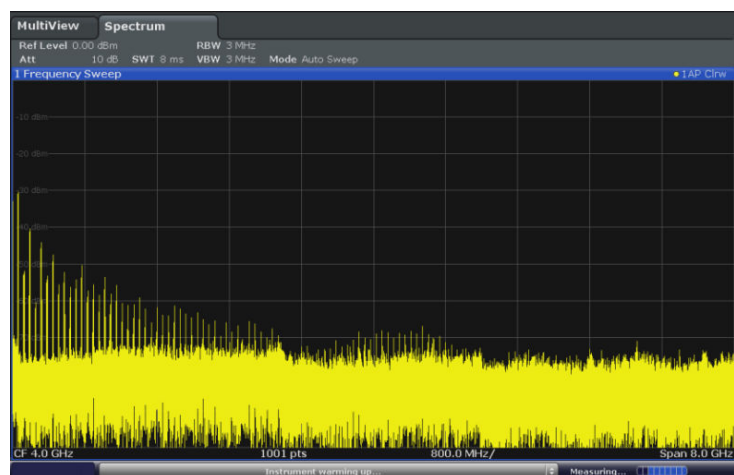 MultiView Spectrum
Ref Level 0.00 dBm RBW 3 MHz
Att 10 dB SWT 8 ms VBW 3 MHz Mode Auto Sweep
1 Frequency Sweep 1AP Clrw
-10 dBm
-20 dBm
-30 dBm
-40 dBm
CF 4.0 GHz 1001 pts 800.0 MHz/ Span 8.0 GHz
Instrument warming up... Measuring...